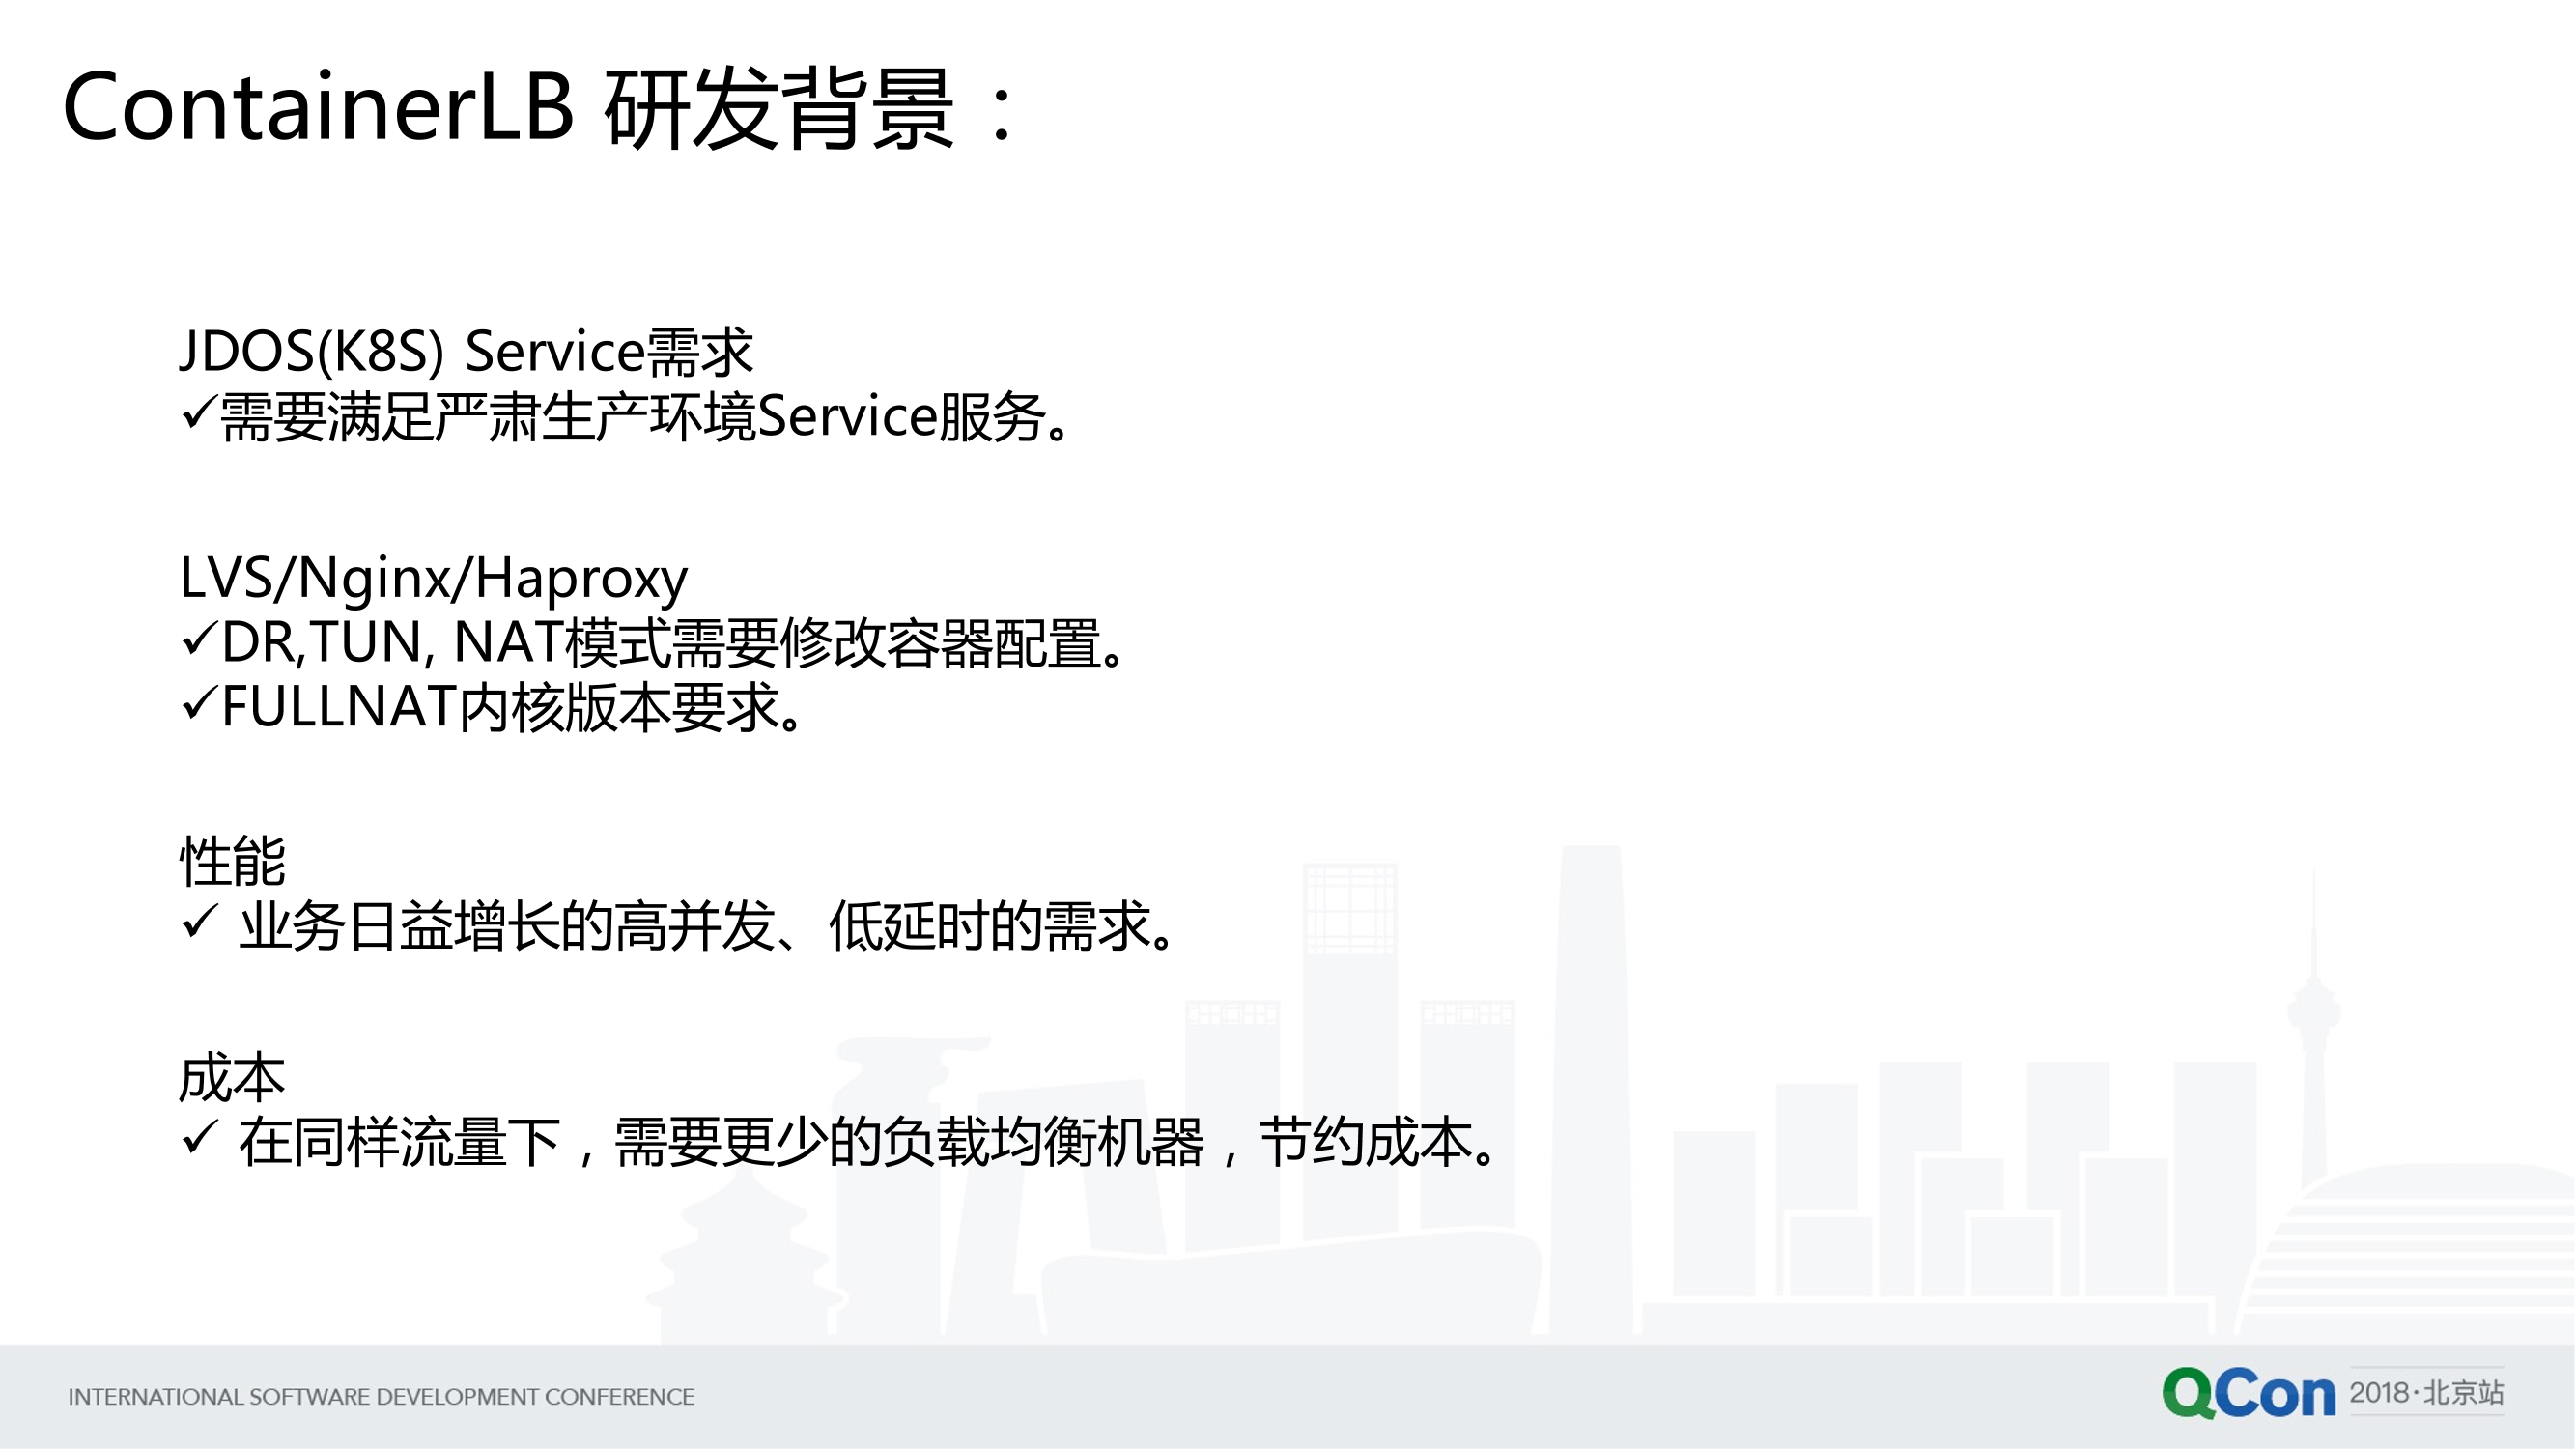 ContainerLB 研发背景：
JDOS(K8S) Service需求
✓需要满足严肃生产环境Service服务。
LVS/Nginx/Haproxy
✓DR,TUN, NAT模式需要修改容器配置。
✓FULLNAT内核版本要求。
性能
✓ 业务日益增长的高并发、低延时的需求。
成本
✓ 在同样流量下，需要更少的负载均衡机器，节约成本。
INTERNATIONAL SOFTWARE DEVELOPMENT CONFERENCE
QCon 2018·北京站